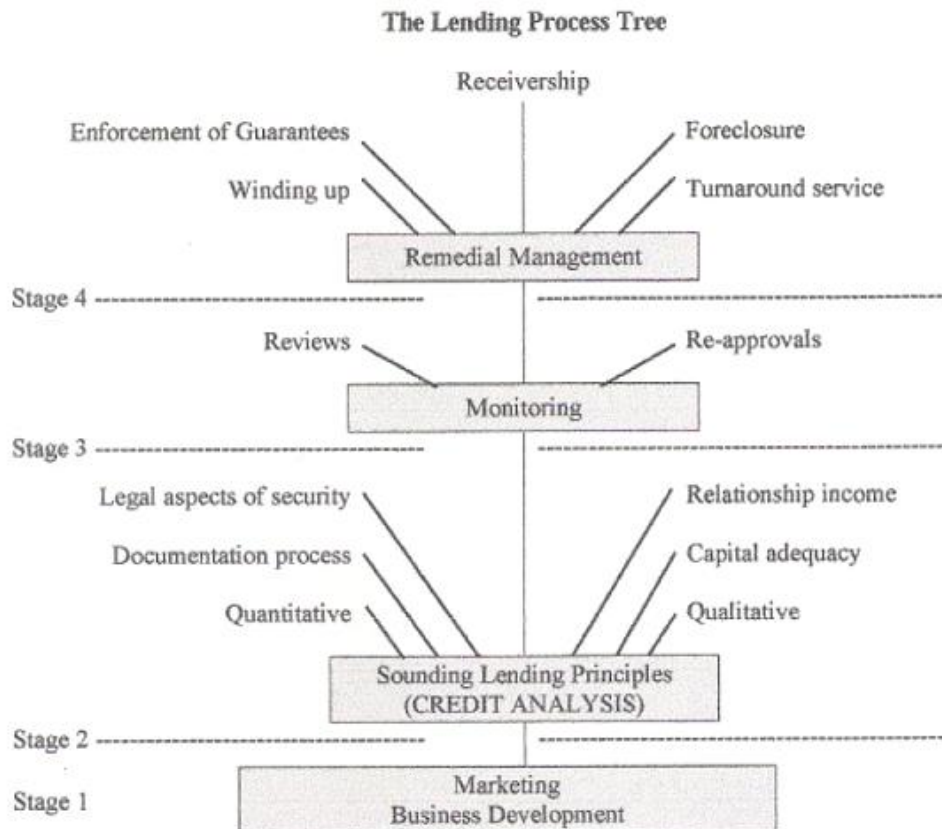 The Lending Process Tree
Receivership
Enforcement of Guarantees
Foreclosure
Winding up
Turnaround service
Remedial Management
Stage 4
Reviews
Re-approvals
Monitoring
Stage 3
Legal aspects of security
Relationship income
Documentation process
Capital adequacy
Quantitative
Qualitative
Sounding Lending Principles
(CREDIT ANALYSIS)
Stage 2
Marketing
Stage 1
Business Development